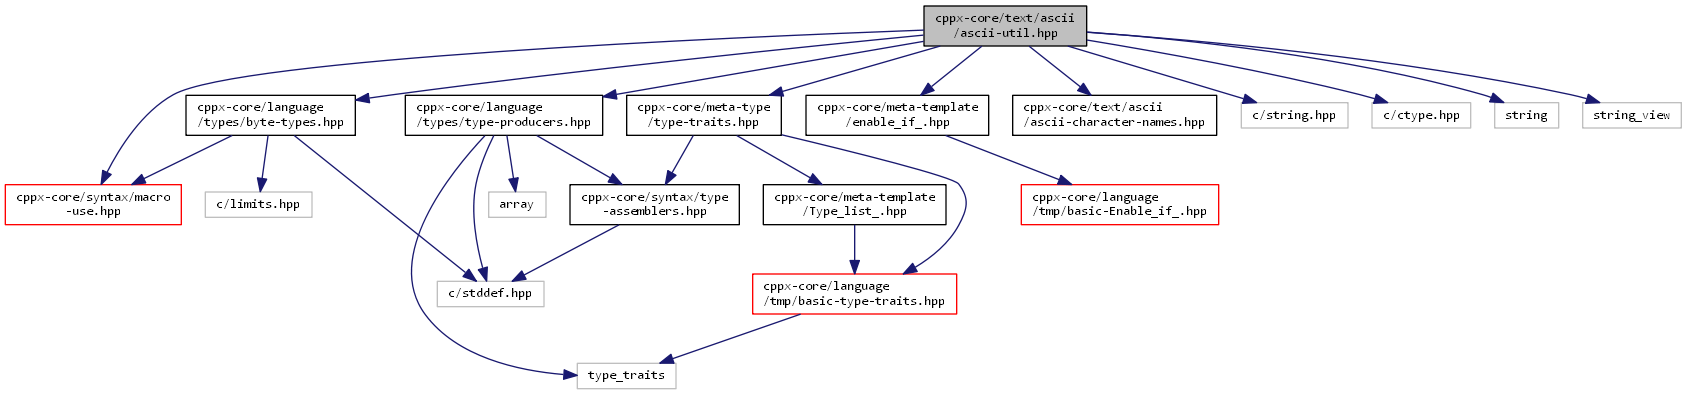 cppx-core/text/ascii
/ascii-util.hpp
cppx-core/language
/types/byte-types.hpp
cppx-core/language
/types/type-producers.hpp
cppx-core/meta-type
/type-traits.hpp
cppx-core/meta-template
/enable_if_.hpp
cppx-core/text/ascii
/ascii-character-names.hpp
c/string.hpp
c/ctype.hpp
string
string_view
cppx-core/syntax/macro
-use.hpp
c/limits.hpp
array
cppx-core/syntax/type
-assemblers.hpp
cppx-core/meta-template
/Type_list_.hpp
cppx-core/language
/tmp/basic-Enable_if_.hpp
c/stddef.hpp
cppx-core/language
/tmp/basic-type-traits.hpp
type_traits